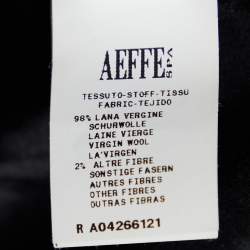 AEFFE SPA
TESSUTO-STOFF-TISSU
FABRIC-TEJIDO
98% LANA VERGINE
SCHURWOLLE
LAINE VIERGE
VIRGIN WOOL
LA'VIRGEN
2% ALTRE FIBRE
SONSTIGE FASERN
AUTRES FIBRES
OTHER FIBRES
OUTRAS FIBRAS
R A04266121